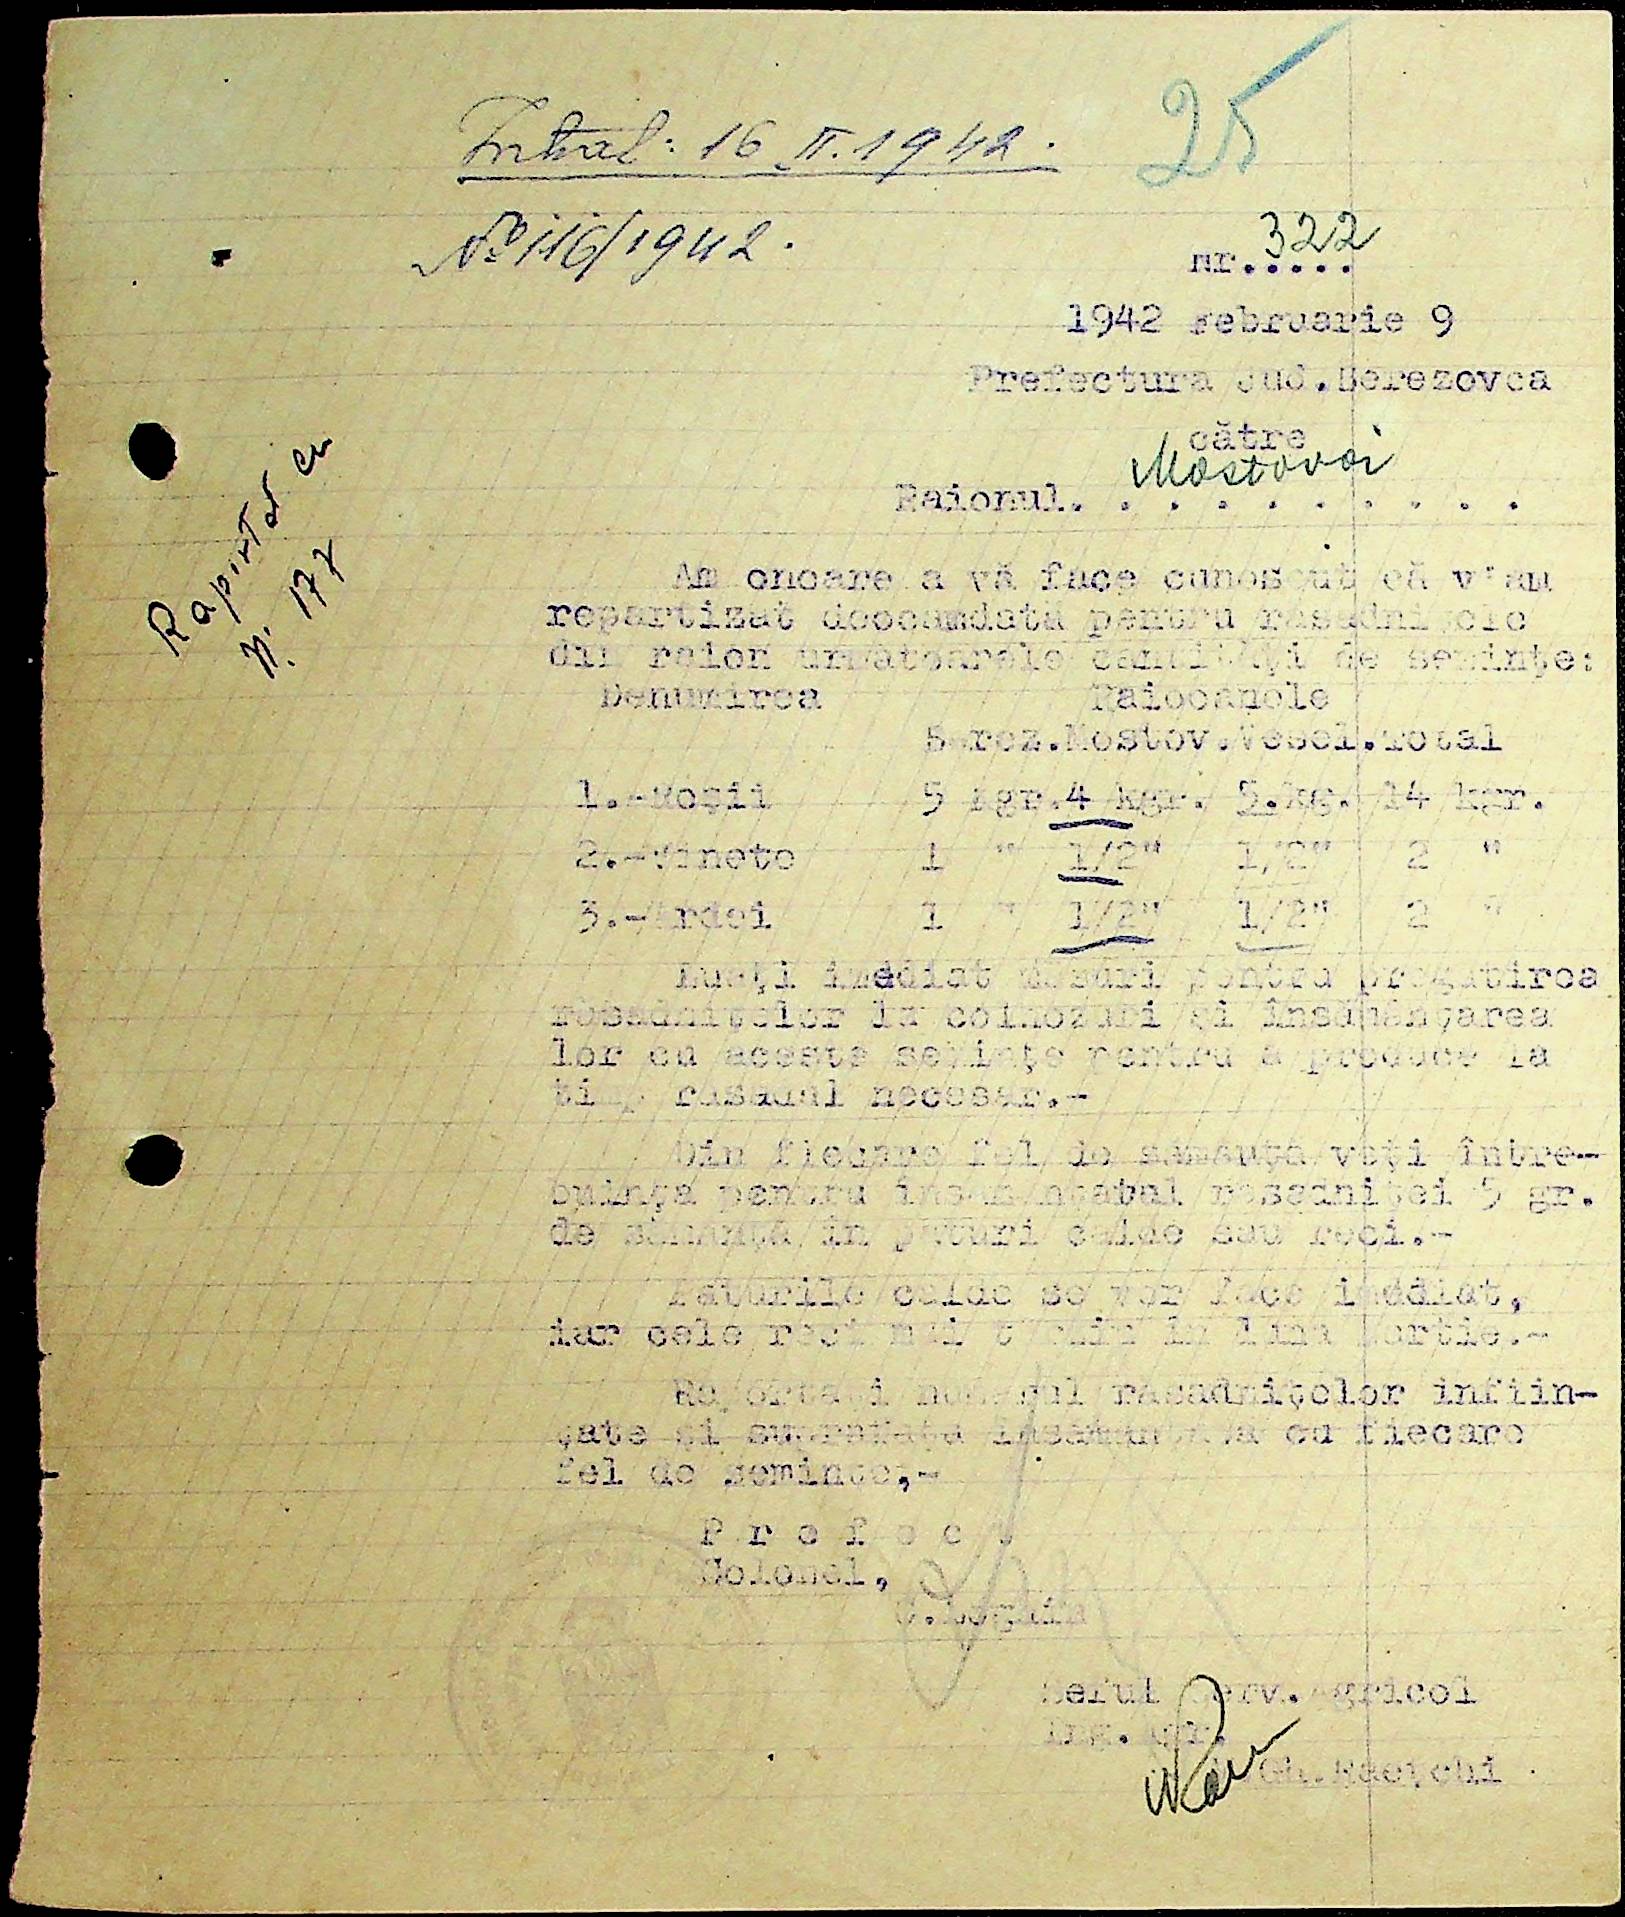 25
Intrat: 16 II. 1942.
№ 116/1942.
nr.....322
1942 Februarie 9
Prefectura Jud.Berezovca
către
Raionul. Mostovoi . . . . . . . . .
Raportat cu
N. 177
Am onoare a vă face cunoscut că v'am
repartizat deocamdată pentru răsadnițele
din raion următoarele cantități de semințe:
Denumirea Raioanele
Berez.Mostov.Vesel.Total
1.-Roșii 5 kgr.4 kgr. 5.kg. 14 kgr.
2.-Vinete 1 " 1/2" 1/2" 2 "
3.-Ardei 1 " 1/2" 1/2" 2 "
Luați imediat măsuri pentru pregătirea
răsadnițelor la colhozuri și însămânțarea
lor cu aceste semințe pentru a produce la
timp răsadul necesar.-
Din fiecare fel de sămânță veți între-
buința pentru însămânțatul răsadniței 5 gr.
de sămânță în paturi calde sau reci.-
Paturile calde se vor face imediat,
iar cele reci mai târziu în luna Martie.-
Raportați numărul răsadnițelor înfiin-
țate și suprafața însămânțată cu fiecare
fel de semințe,-
P r e f e c t
Colonel,
Loghin
Șeful Serv. Agricol
Ing. Agr.
Gh.